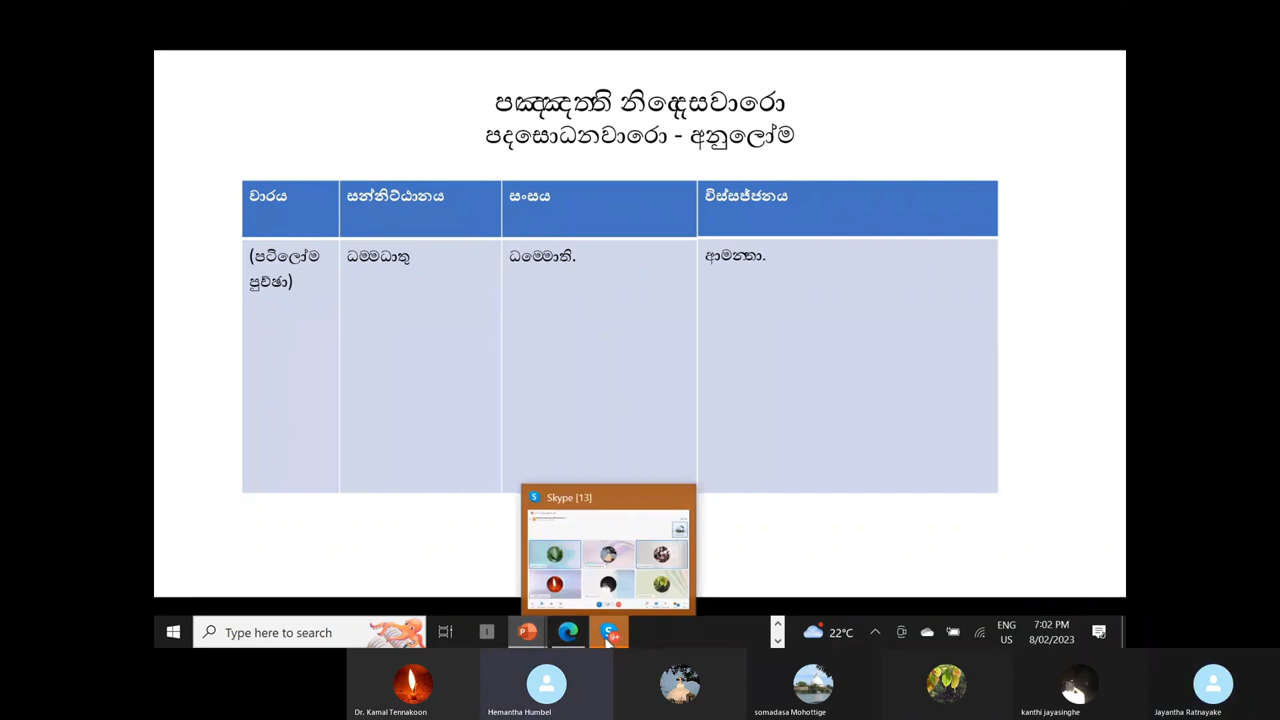 පඤ්ඤත්ති නිද්දෙසවාරො
පදසොධනවාරො - අනුලෝම
වාරය
සන්නිට්ඨානය
සංසය
විස්සජ්ජනය
(පටිලෝම
පුච්ඡා)
ධම්මධාතු
ධම්මොති.
ආමන්තා.
Skype [13]
Type here to search
9+
22°C
ENG
US
7:02 PM
8/02/2023
Dr. Kamal Tennakoon
Hemantha Humbel
somadasa Mohottige
kanthi jayasinghe
Jayantha Ratnayake